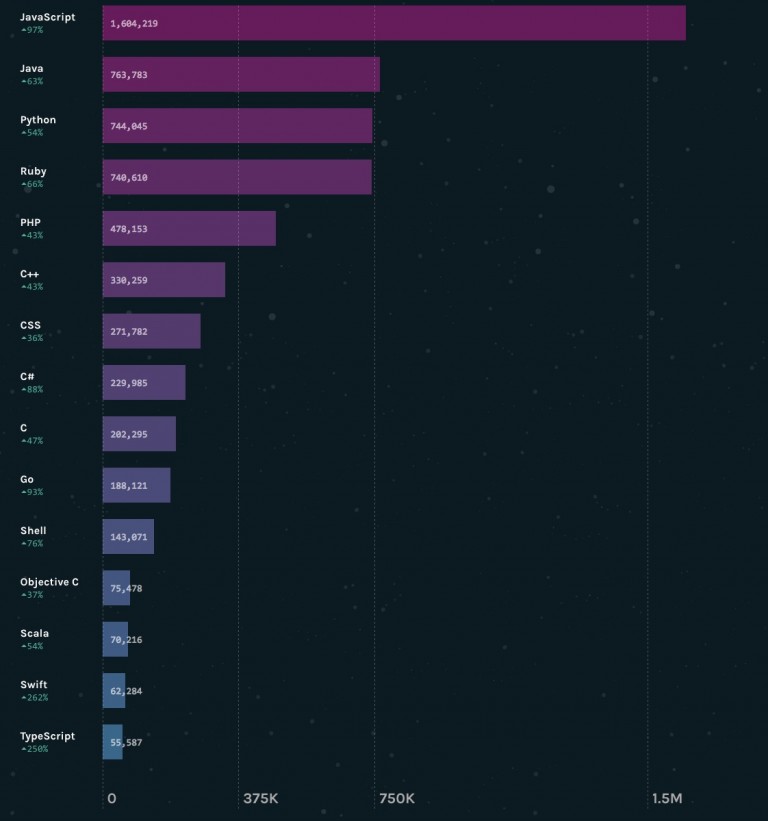 JavaScript
1,604,219
▲97%
Java
763,783
▲63%
Python
744,045
▲54%
Ruby
740,610
▲66%
PHP
478,153
▲43%
C++
330,259
▲43%
CSS
271,782
▲36%
C#
229,985
▲88%
C
202,295
▲47%
Go
188,121
▲93%
Shell
143,071
▲76%
Objective C
75,478
▲37%
Scala
70,216
▲54%
Swift
62,284
▲262%
TypeScript
55,587
▲250%
0 375K 750K 1.5M